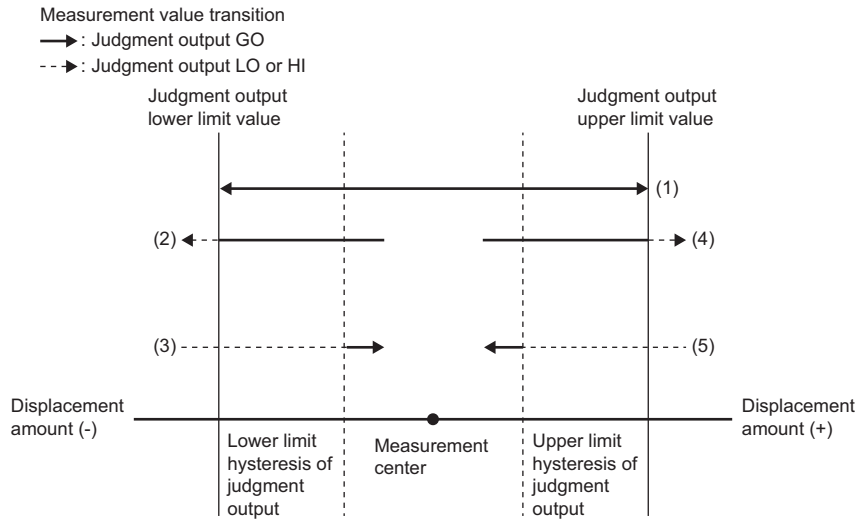 Measurement value transition
: Judgment output GO
: Judgment output LO or HI
Judgment output
lower limit value
Judgment output
upper limit value
(1)
(2)
(4)
(3)
(5)
Displacement
amount (-)
Displacement
amount (+)
Lower limit
hysteresis of
judgment
output
Measurement
center
Upper limit
hysteresis of
judgment
output